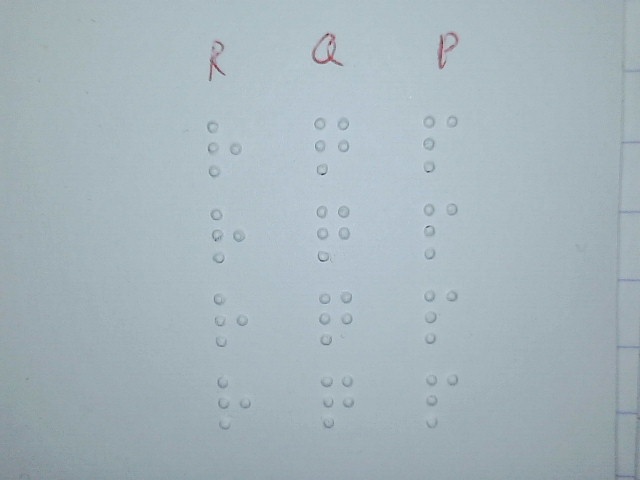 R Q P
⠗ ⠟ ⠏
⠗ ⠟ ⠏
⠗ ⠟ ⠏
⠗ ⠟ ⠏